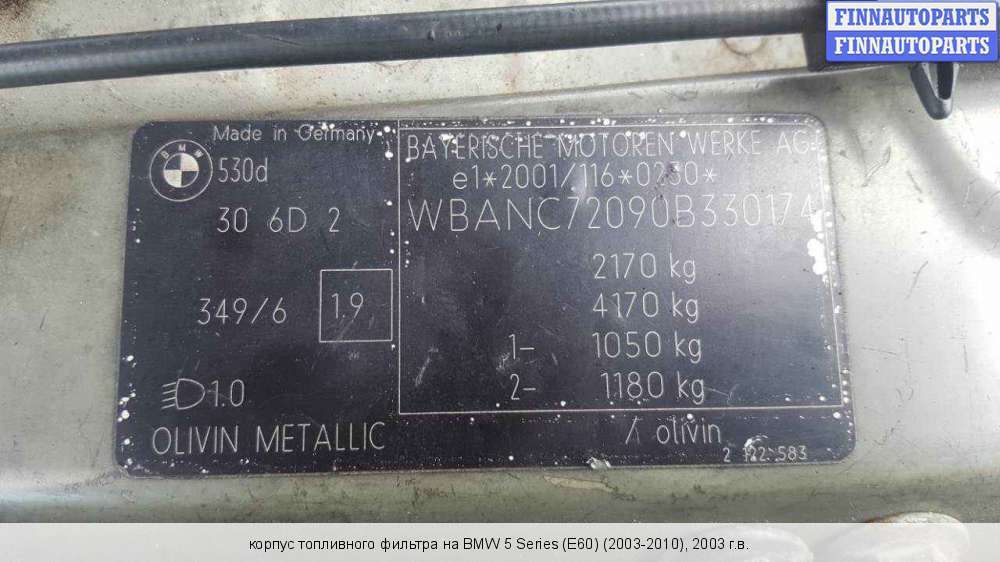 FINNAUTOPARTS
FINNAUTOPARTS
Made in Germany
BMW
530d
30 6D 2
349/6 1.9
1.0
OLIVIN METALLIC
BAYERISCHE MOTOREN WERKE AG
e1*2001/116*0230*
WBANC72090B330174
2170 kg
4170 kg
1- 1050 kg
2- 1180 kg
/ olivin
2 122 583
корпус топливного фильтра на BMW 5 Series (E60) (2003-2010), 2003 г.в.